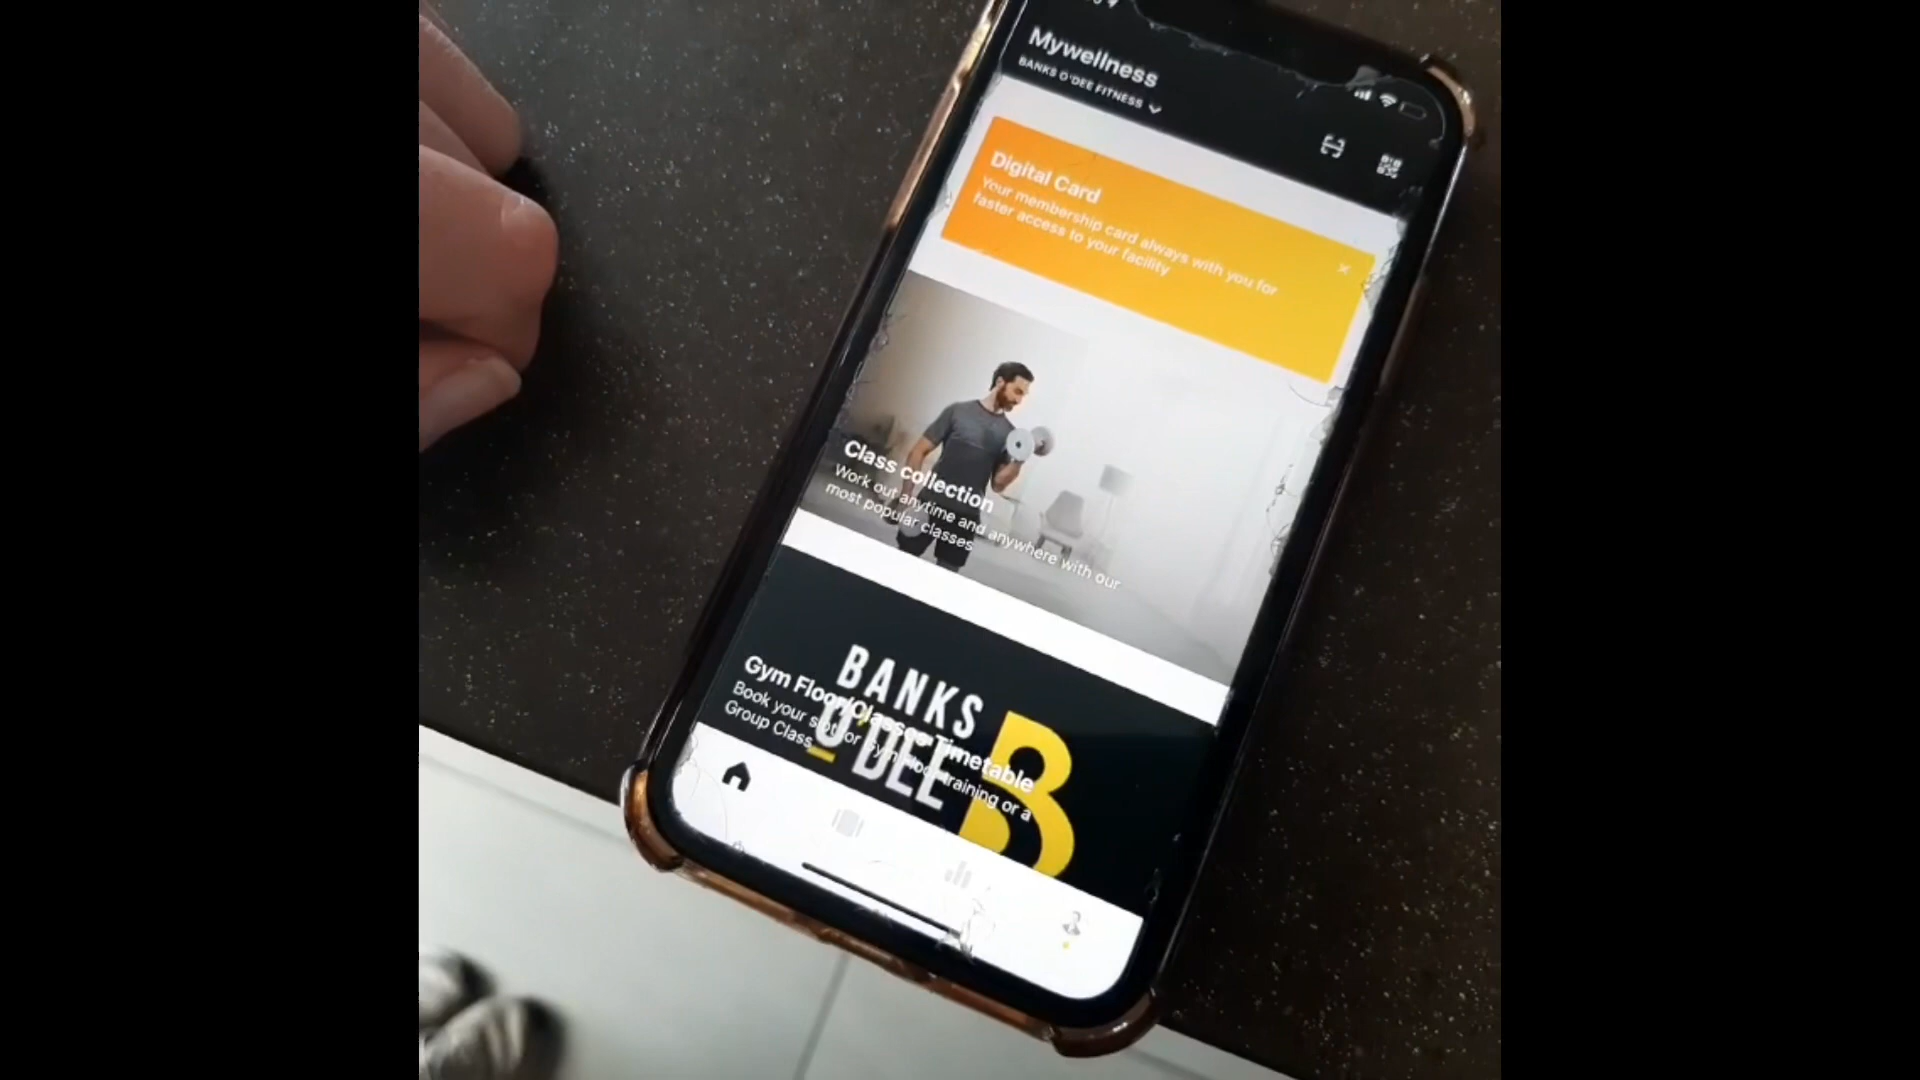 Mywellness
BANKS O'DEE FITNESS
Digital Card
Your membership card always with you for
faster access to your facility
Class collection
Work out anytime and anywhere with our
most popular classes
BANKS
O'DEE
B
Gym Floor/Classes Timetable
Book your slot for Gym Floor training or a
Group Class